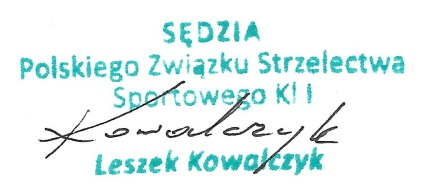 SĘDZIA
Polskiego Związku Strzelectwa
Sportowego Kl I
Kowalczyk
Leszek Kowalczyk